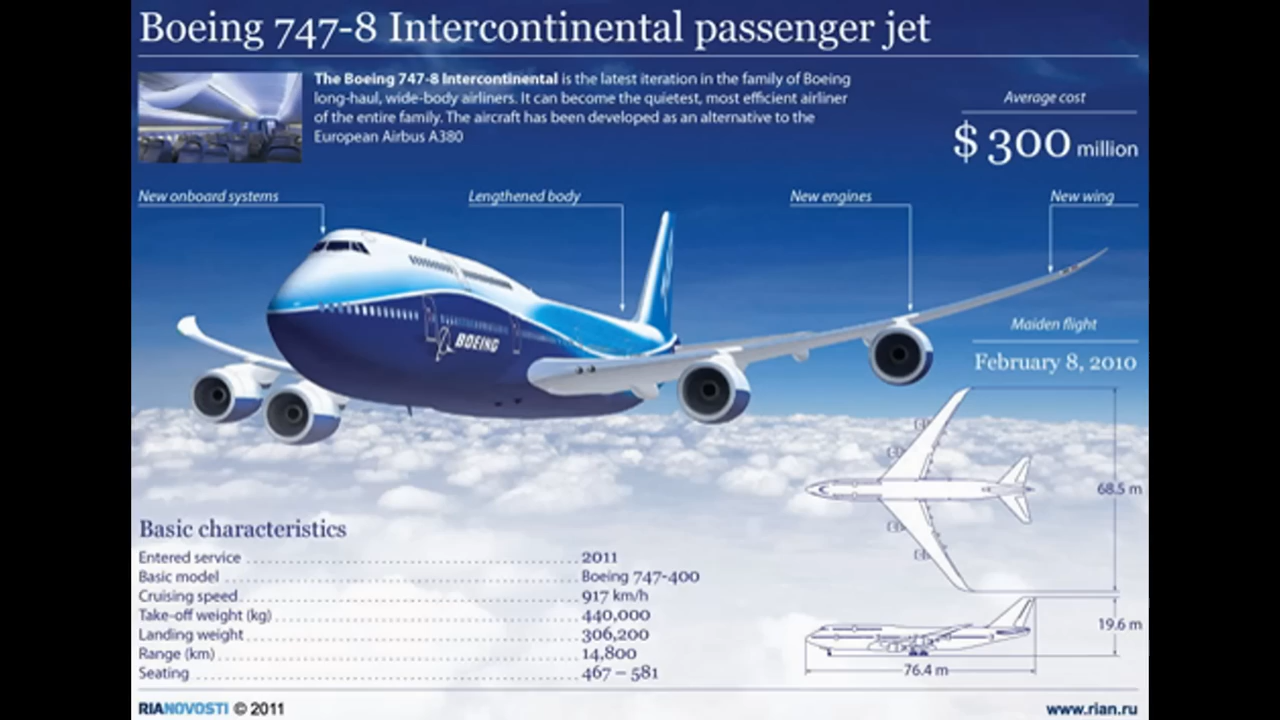 Boeing 747-8 Intercontinental passenger jet
The Boeing 747-8 Intercontinental is the latest iteration in the family of Boeing
long-haul, wide-body airliners. It can become the quietest, most efficient airliner
of the entire family. The aircraft has been developed as an alternative to the
European Airbus A380
Average cost
$ 300 million
New onboard systems
Lengthened body
New engines
New wing
BOEING
Maiden flight
February 8, 2010
68.5 m
19.6 m
76.4 m
Basic characteristics
Entered service 2011
Basic model Boeing 747-400
Cruising speed 917 km/h
Take-off weight (kg) 440,000
Landing weight 306,200
Range (km) 14,800
Seating 467 – 581
RIANOVOSTI © 2011
www.rian.ru